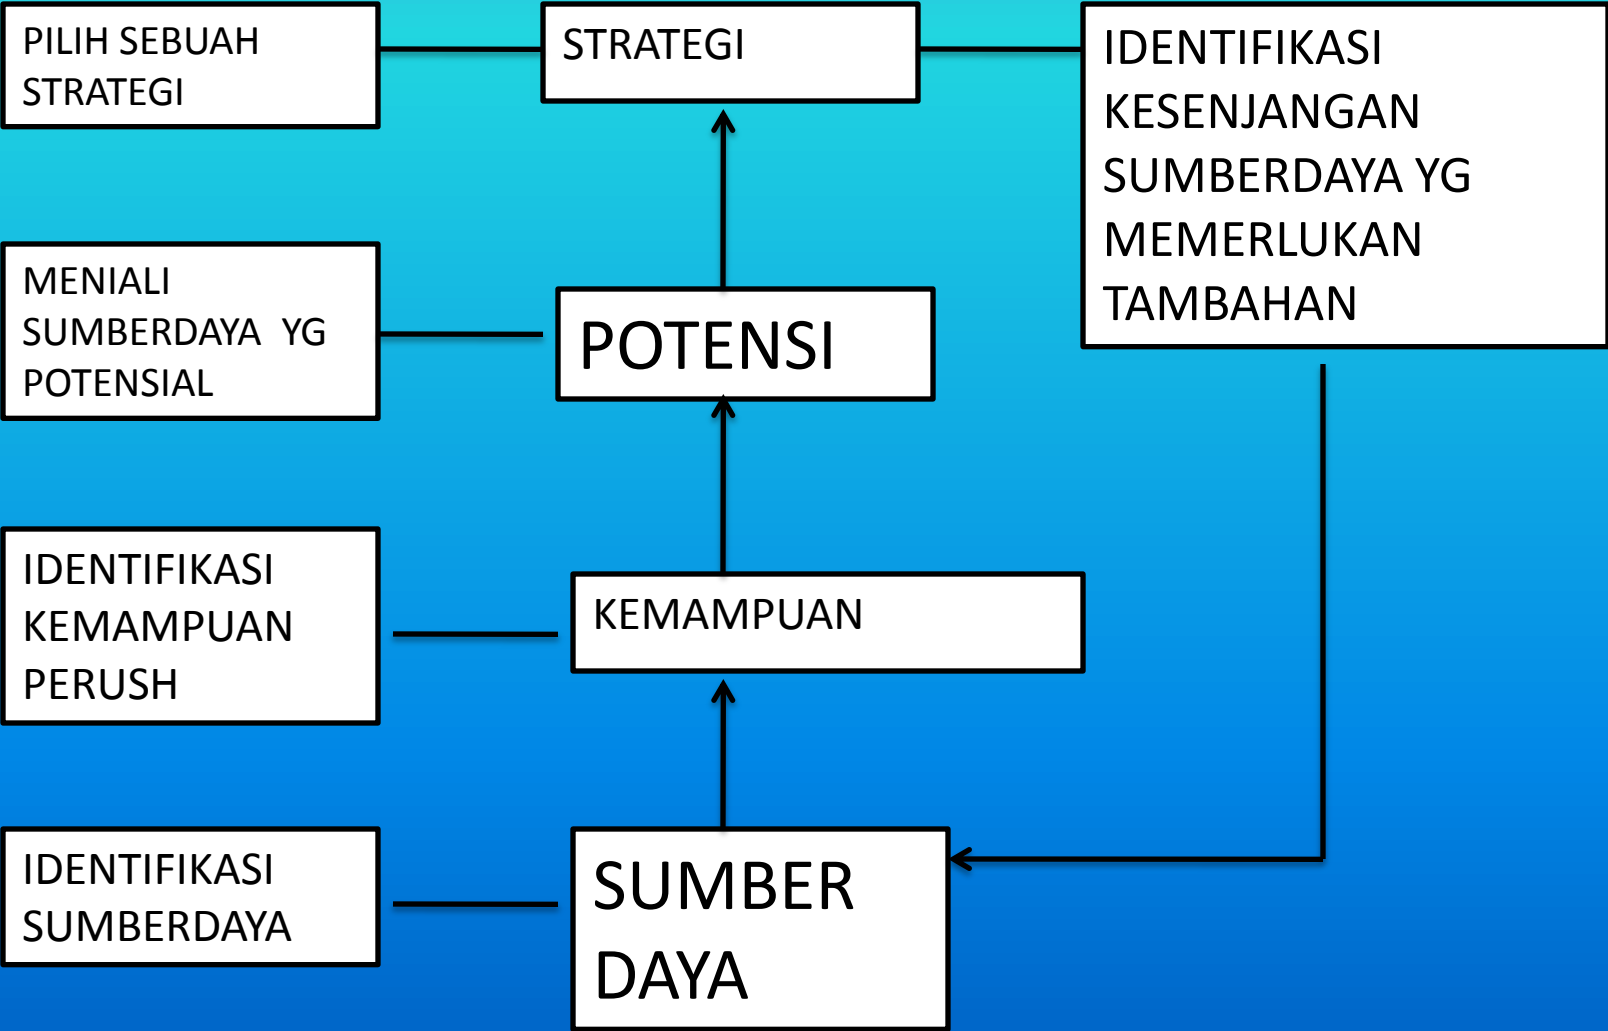 PILIH SEBUAH
STRATEGI
STRATEGI
IDENTIFIKASI
KESENJANGAN
SUMBERDAYA YG
MEMERLUKAN
TAMBAHAN
MENIALI
SUMBERDAYA YG
POTENSIAL
POTENSI
IDENTIFIKASI
KEMAMPUAN
PERUSH
KEMAMPUAN
IDENTIFIKASI
SUMBERDAYA
SUMBER
DAYA